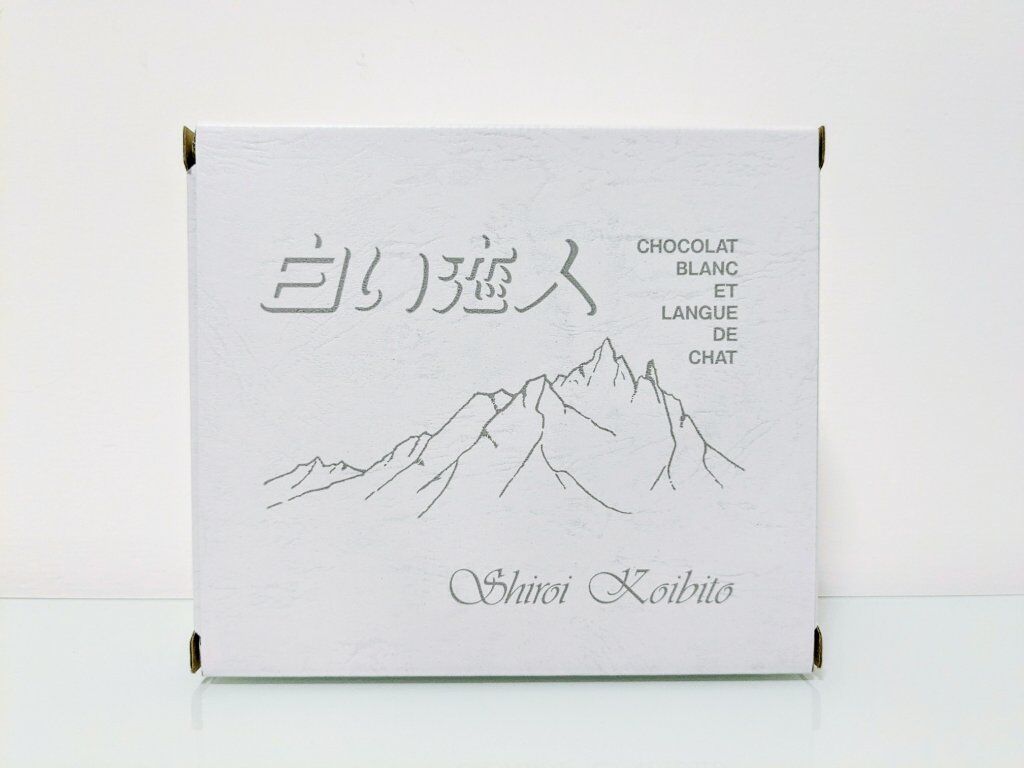 白い恋人
CHOCOLAT
BLANC
ET
LANGUE
DE
CHAT
Shiroi Koibito